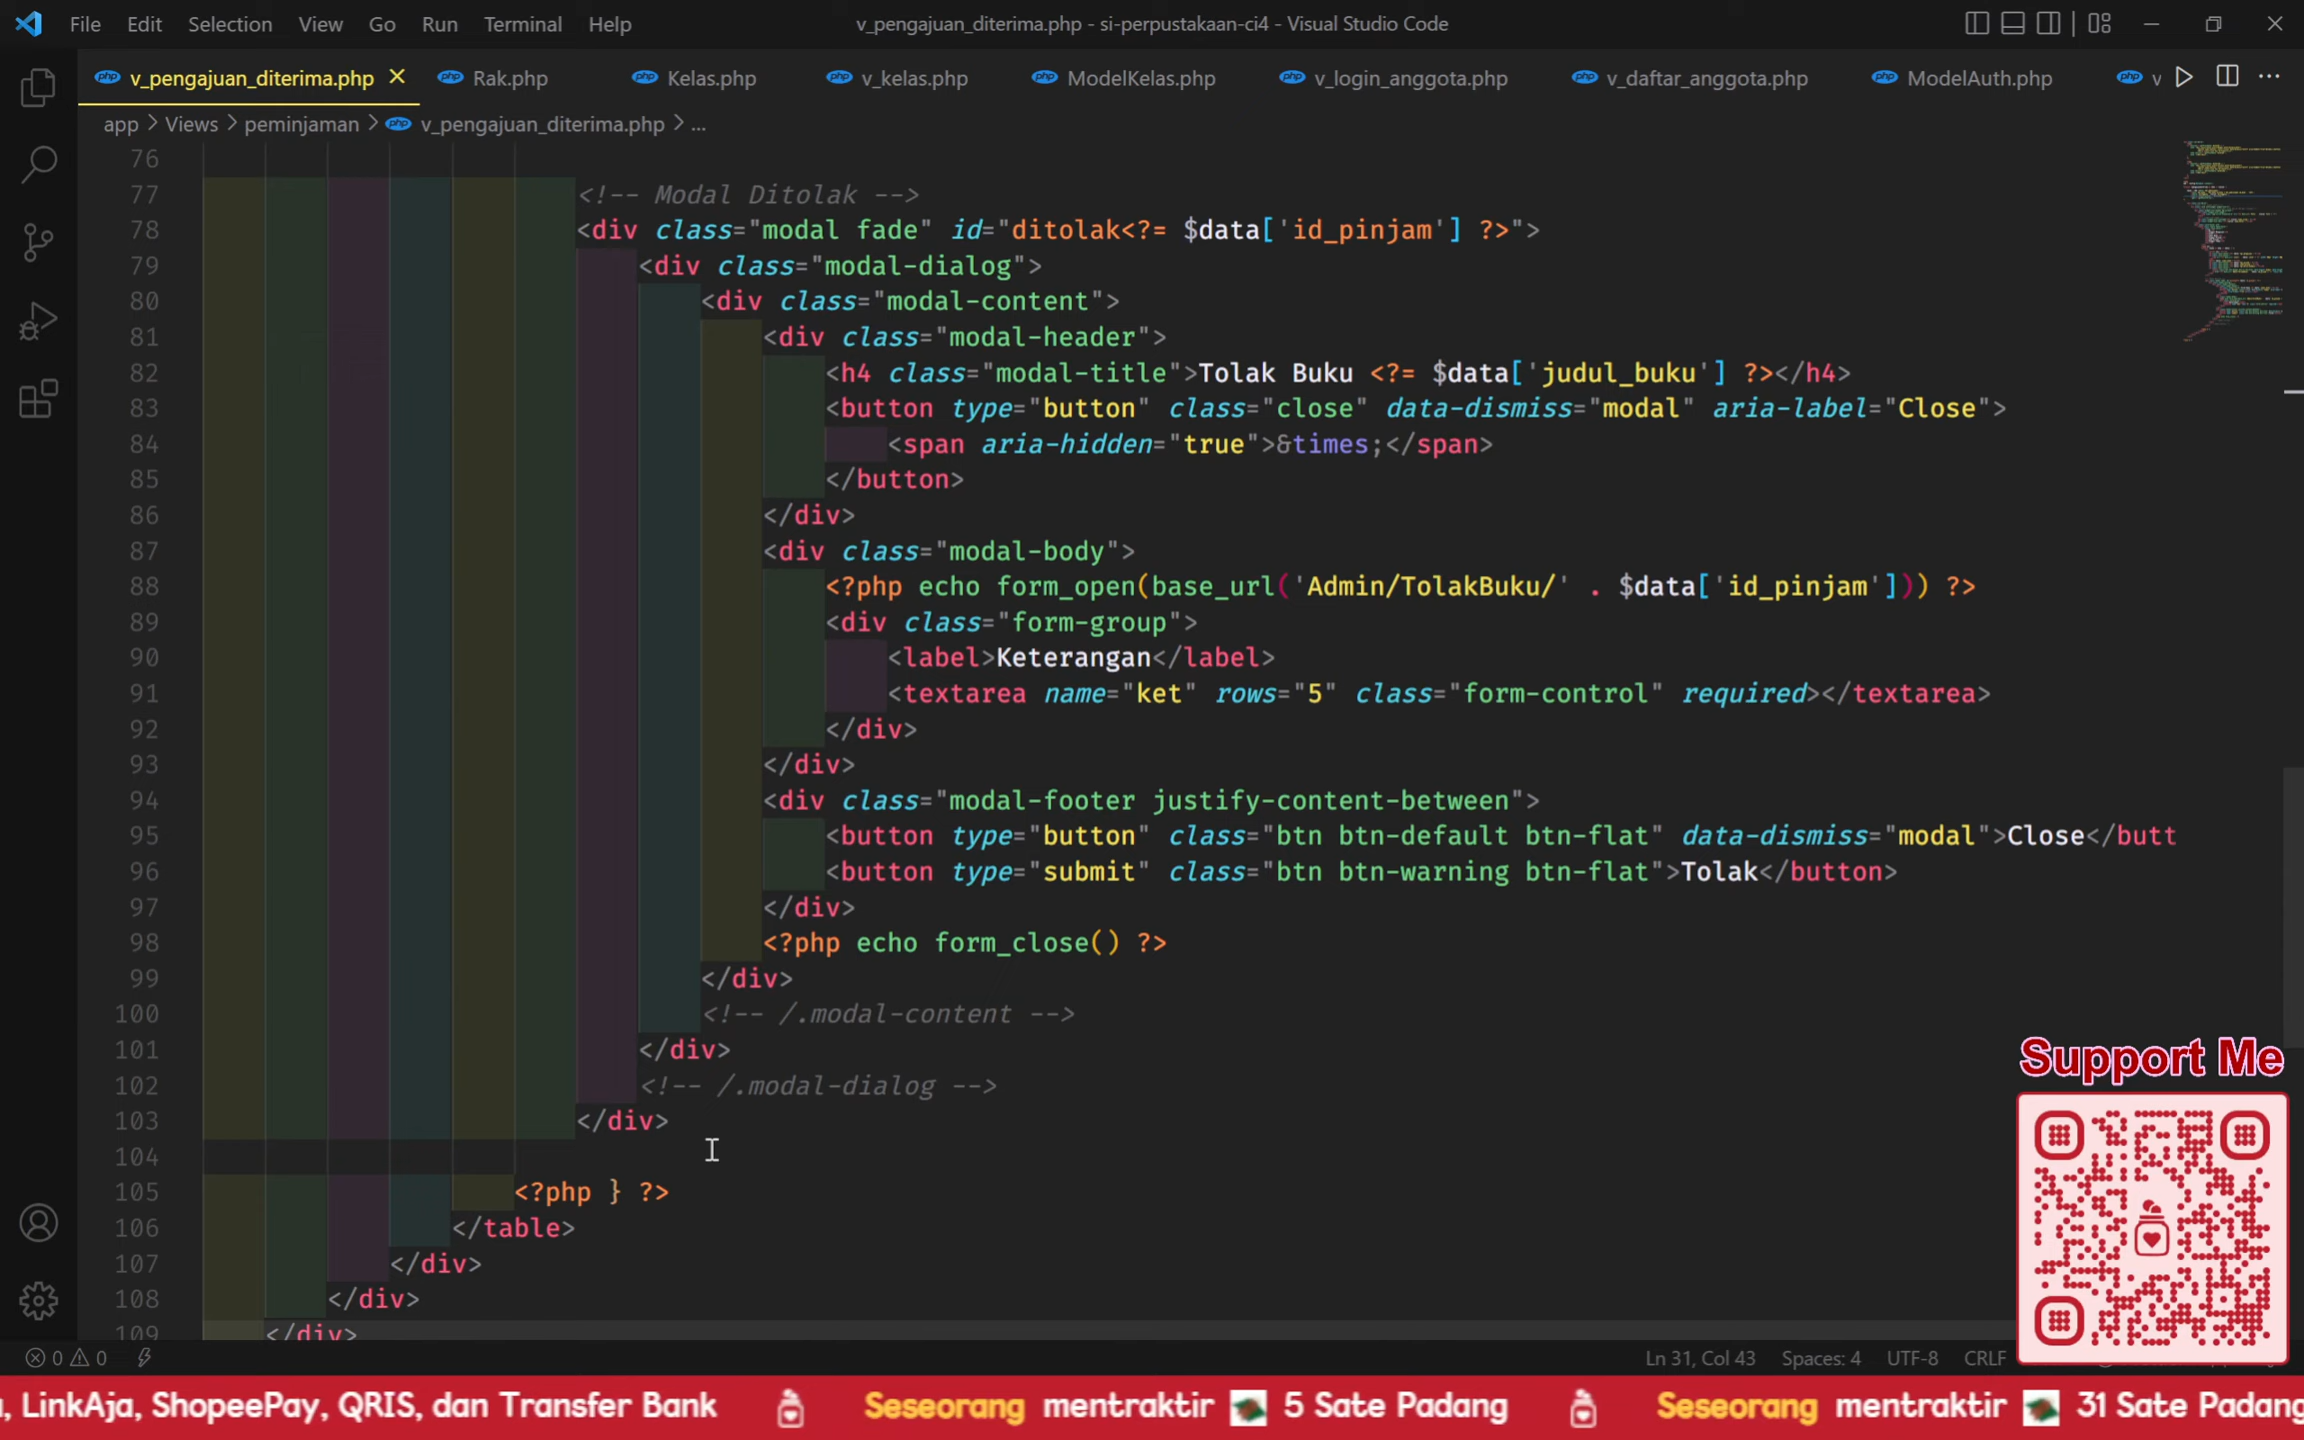 File Edit Selection View Go Run Terminal Help v_pengajuan_diterima.php - si-perpustakaan-ci4 - Visual Studio Code
v_pengajuan_diterima.php Rak.php Kelas.php v_kelas.php ModelKelas.php v_login_anggota.php v_daftar_anggota.php ModelAuth.php v
app > Views > peminjaman > v_pengajuan_diterima.php > ...
76
77 <!-- Modal Ditolak -->
78 <div class="modal fade" id="ditolak<?= $data['id_pinjam'] ?>">
79 <div class="modal-dialog">
80 <div class="modal-content">
81 <div class="modal-header">
82 <h4 class="modal-title">Tolak Buku <?= $data['judul_buku'] ?></h4>
83 <button type="button" class="close" data-dismiss="modal" aria-label="Close">
84 <span aria-hidden="true">&times;</span>
85 </button>
86 </div>
87 <div class="modal-body">
88 <?php echo form_open(base_url('Admin/TolakBuku/' . $data['id_pinjam'])) ?>
89 <div class="form-group">
90 <label>Keterangan</label>
91 <textarea name="ket" rows="5" class="form-control" required></textarea>
92 </div>
93 </div>
94 <div class="modal-footer justify-content-between">
95 <button type="button" class="btn btn-default btn-flat" data-dismiss="modal">Close</butt
96 <button type="submit" class="btn btn-warning btn-flat">Tolak</button>
97 </div>
98 <?php echo form_close() ?>
99 </div>
100 <!-- /.modal-content -->
101 </div>
102 <!-- /.modal-dialog -->
103 </div>
104
105 <?php } ?>
106 </table>
107 </div>
108 </div>
109 </div>
Support Me
0 0 Ln 31, Col 43 Spaces: 4 UTF-8 CRLF
, LinkAja, ShopeePay, QRIS, dan Transfer Bank Seseorang mentraktir 5 Sate Padang Seseorang mentraktir 31 Sate Padang